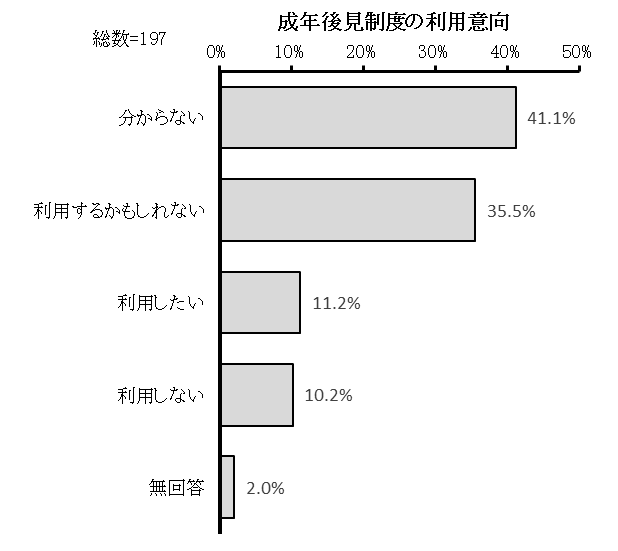 成年後見制度の利用意向
総数=197
0% 10% 20% 30% 40% 50%
分からない 41.1%
利用するかもしれない 35.5%
利用したい 11.2%
利用しない 10.2%
無回答 2.0%